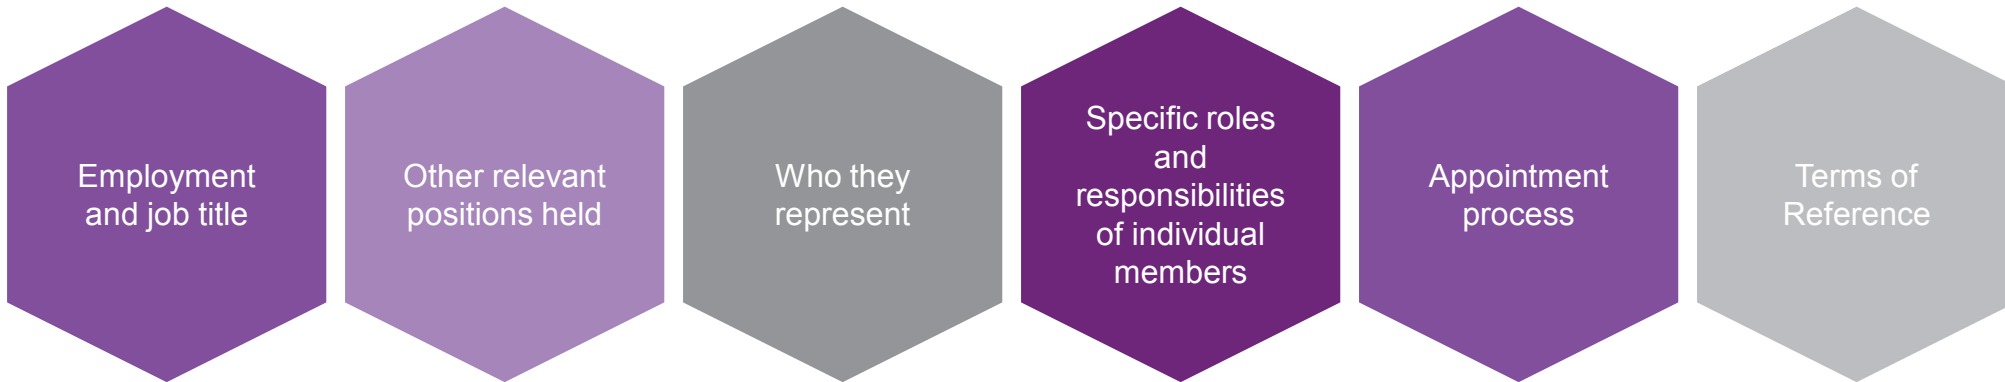 Employment
and job title
Other relevant
positions held
Who they
represent
Specific roles
and
responsibilities
of individual
members
Appointment
process
Terms of
Reference